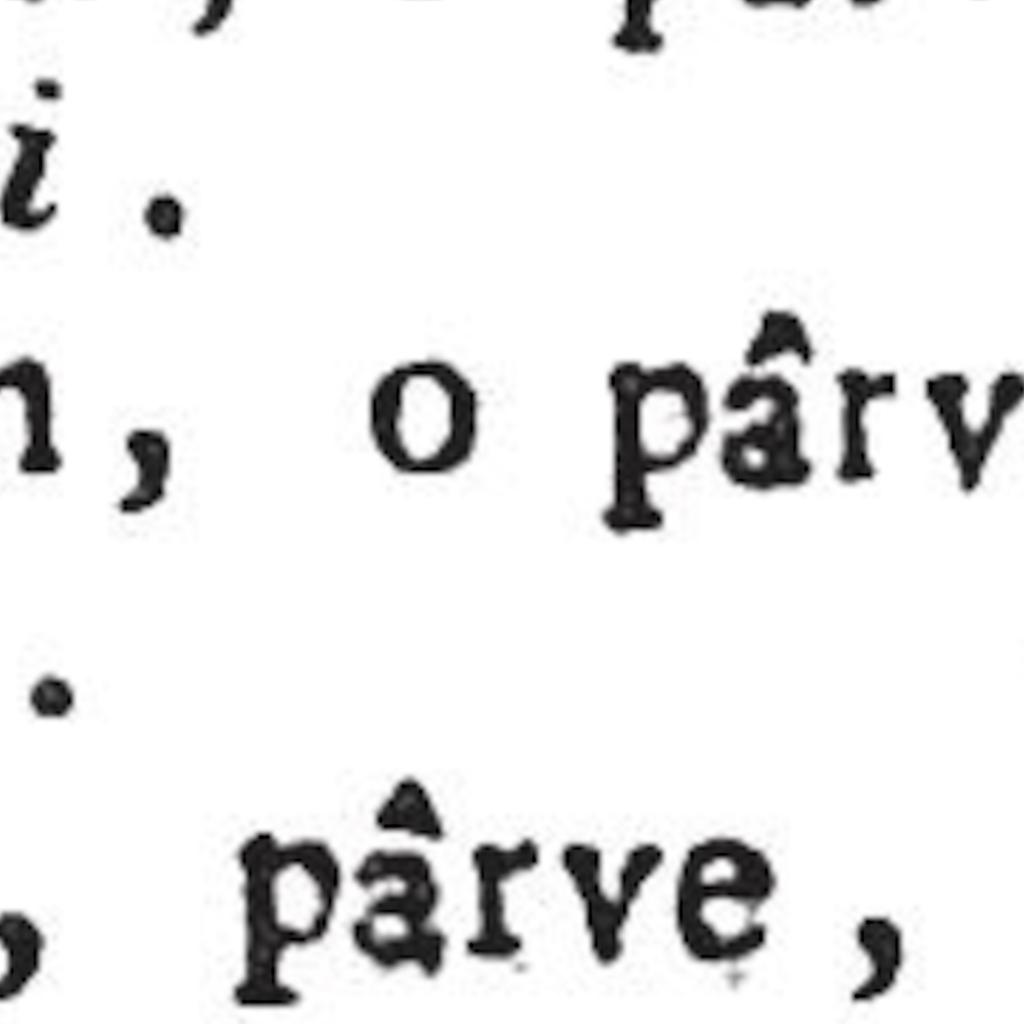 i .
n, o pârv
.
, pârve,